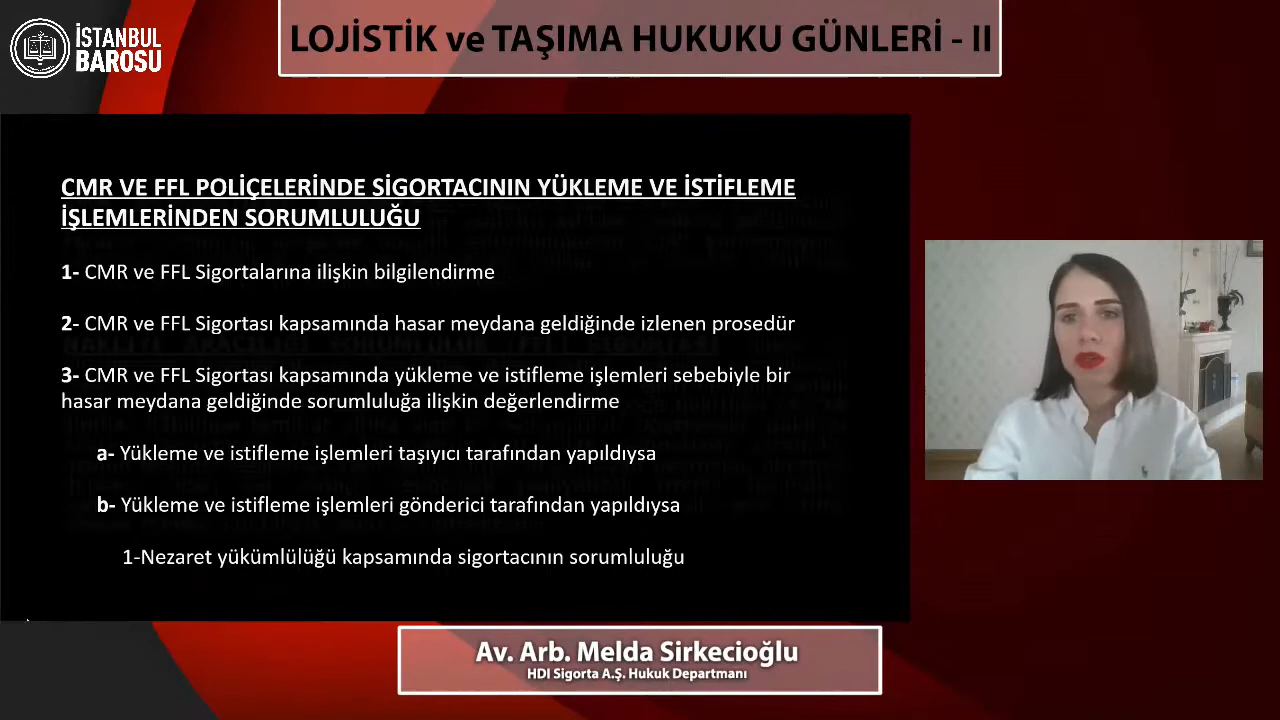 İSTANBUL
BAROSU
LOJİSTİK ve TAŞIMA HUKUKU GÜNLERİ - II
CMR VE FFL POLİÇELERİNDE SİGORTACININ YÜKLEME VE İSTİFLEME
İŞLEMLERİNDEN SORUMLULUĞU
1- CMR ve FFL Sigortalarına ilişkin bilgilendirme
2- CMR ve FFL Sigortası kapsamında hasar meydana geldiğinde izlenen prosedür
3- CMR ve FFL Sigortası kapsamında yükleme ve istifleme işlemleri sebebiyle bir
hasar meydana geldiğinde sorumluluğa ilişkin değerlendirme
a- Yükleme ve istifleme işlemleri taşıyıcı tarafından yapıldıysa
b- Yükleme ve istifleme işlemleri gönderici tarafından yapıldıysa
1-Nezaret yükümlülüğü kapsamında sigortacının sorumluluğu
Av. Arb. Melda Sirkecioğlu
HDI Sigorta A.Ş. Hukuk Departmanı